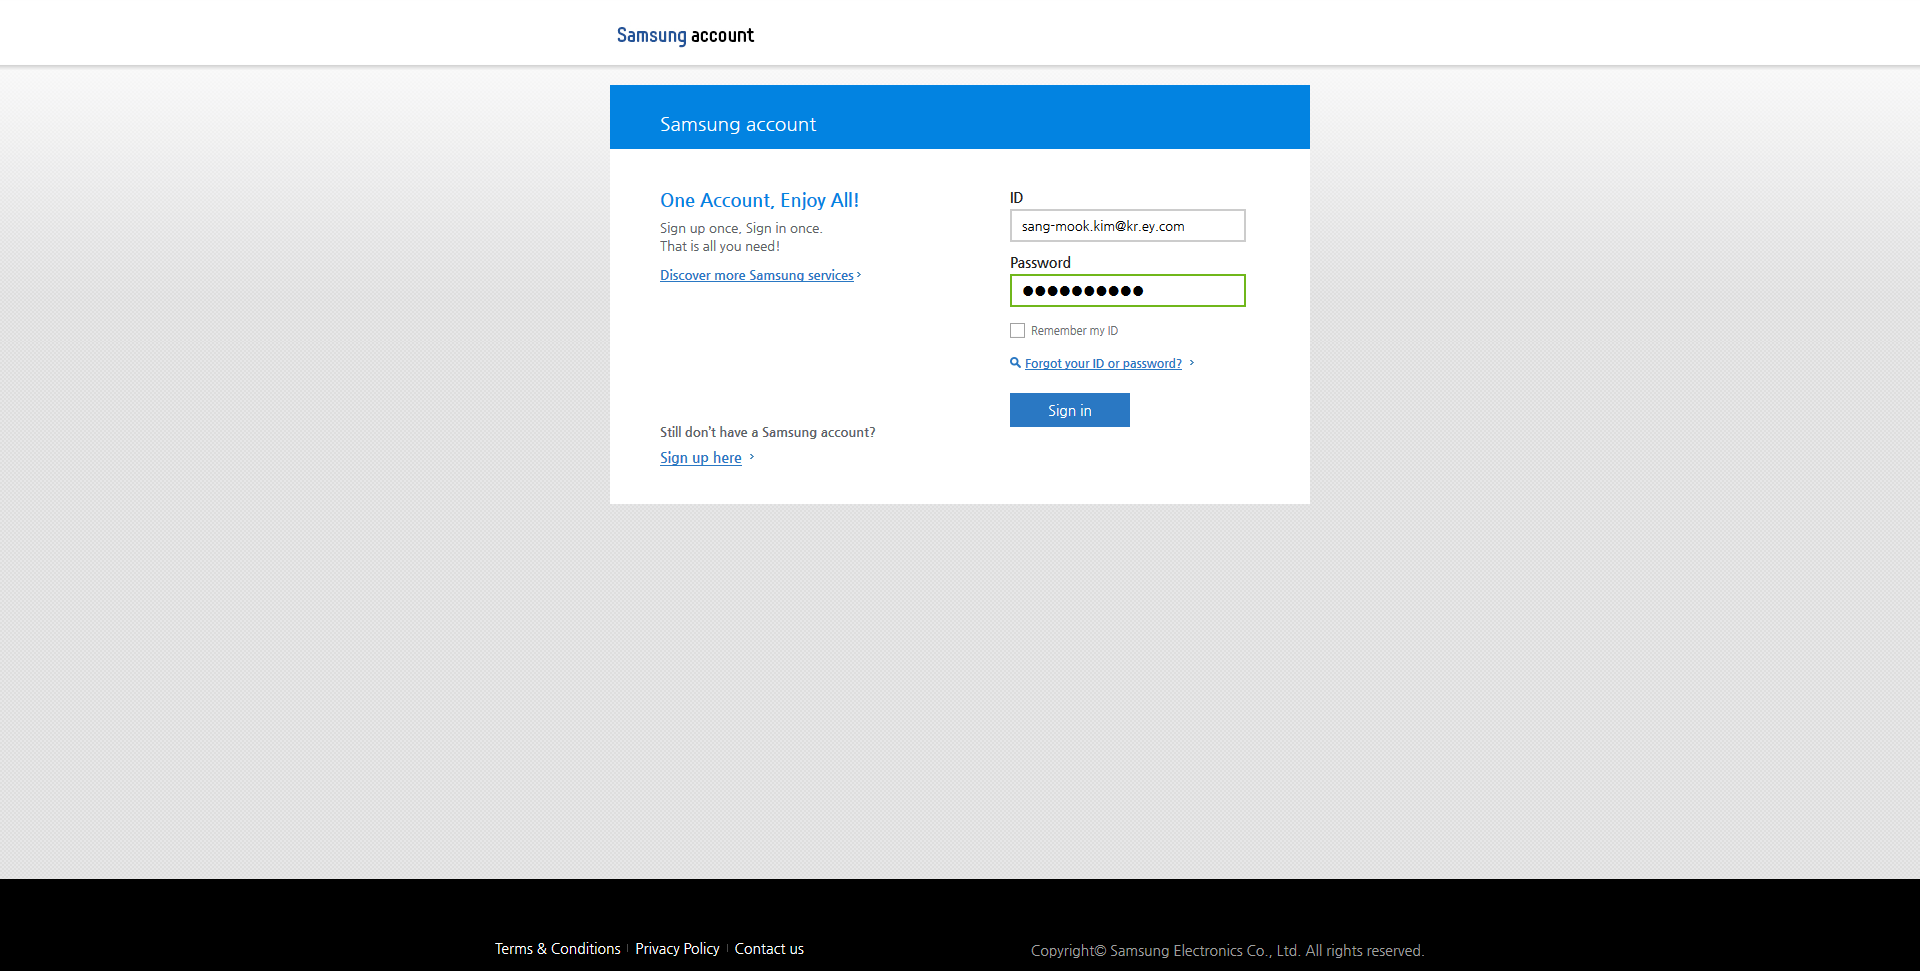 Samsung account
Samsung account
One Account, Enjoy All!
Sign up once, Sign in once.
That is all you need!
Discover more Samsung services
Still don't have a Samsung account?
Sign up here
ID
sang-mook.kim@kr.ey.com
Password
●●●●●●●●●●
Remember my ID
Forgot your ID or password?
Sign in
Terms & Conditions | Privacy Policy | Contact us
Copyright© Samsung Electronics Co., Ltd. All rights reserved.